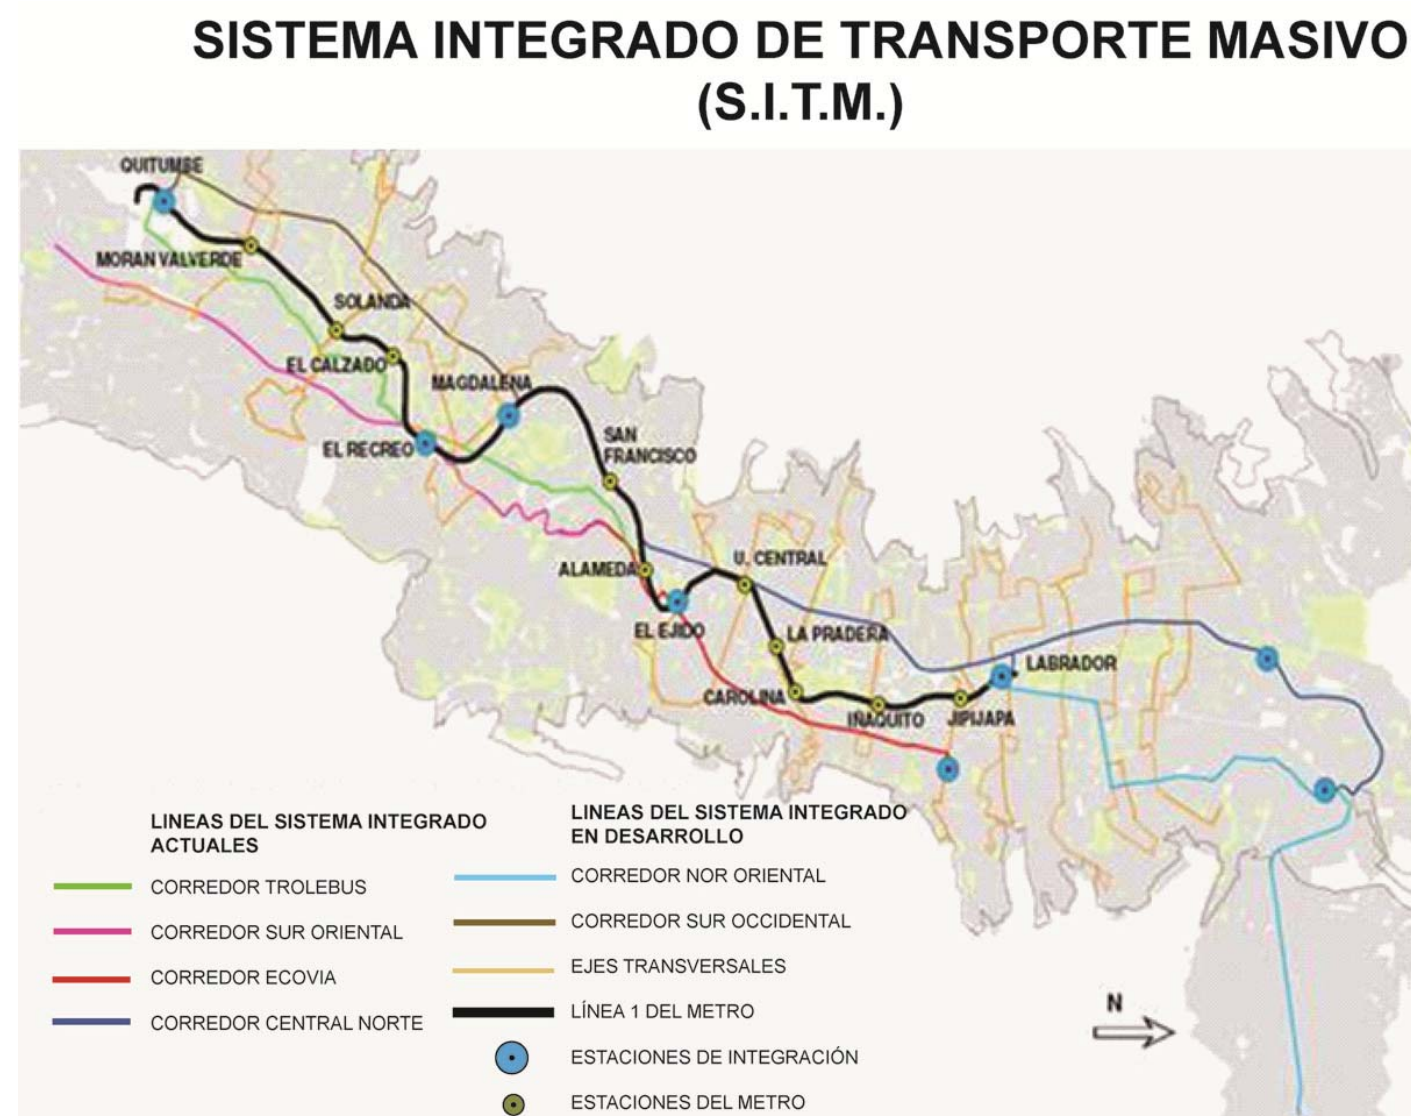 SISTEMA INTEGRADO DE TRANSPORTE MASIVO
(S.I.T.M.)
QUITUMBE
MORAN VALVERDE
SOLANDA
EL CALZADO
MAGDALENA
EL RECREO
SAN
FRANCISCO
ALAMEDA
U. CENTRAL
EL EJIDO
LA PRADERA
LABRADOR
CAROLINA
IÑAQUITO
JIPIJAPA
LINEAS DEL SISTEMA INTEGRADO
ACTUALES
CORREDOR TROLEBUS
CORREDOR SUR ORIENTAL
CORREDOR ECOVIA
CORREDOR CENTRAL NORTE
LINEAS DEL SISTEMA INTEGRADO
EN DESARROLLO
CORREDOR NOR ORIENTAL
CORREDOR SUR OCCIDENTAL
EJES TRANSVERSALES
LÍNEA 1 DEL METRO
ESTACIONES DE INTEGRACIÓN
ESTACIONES DEL METRO
N